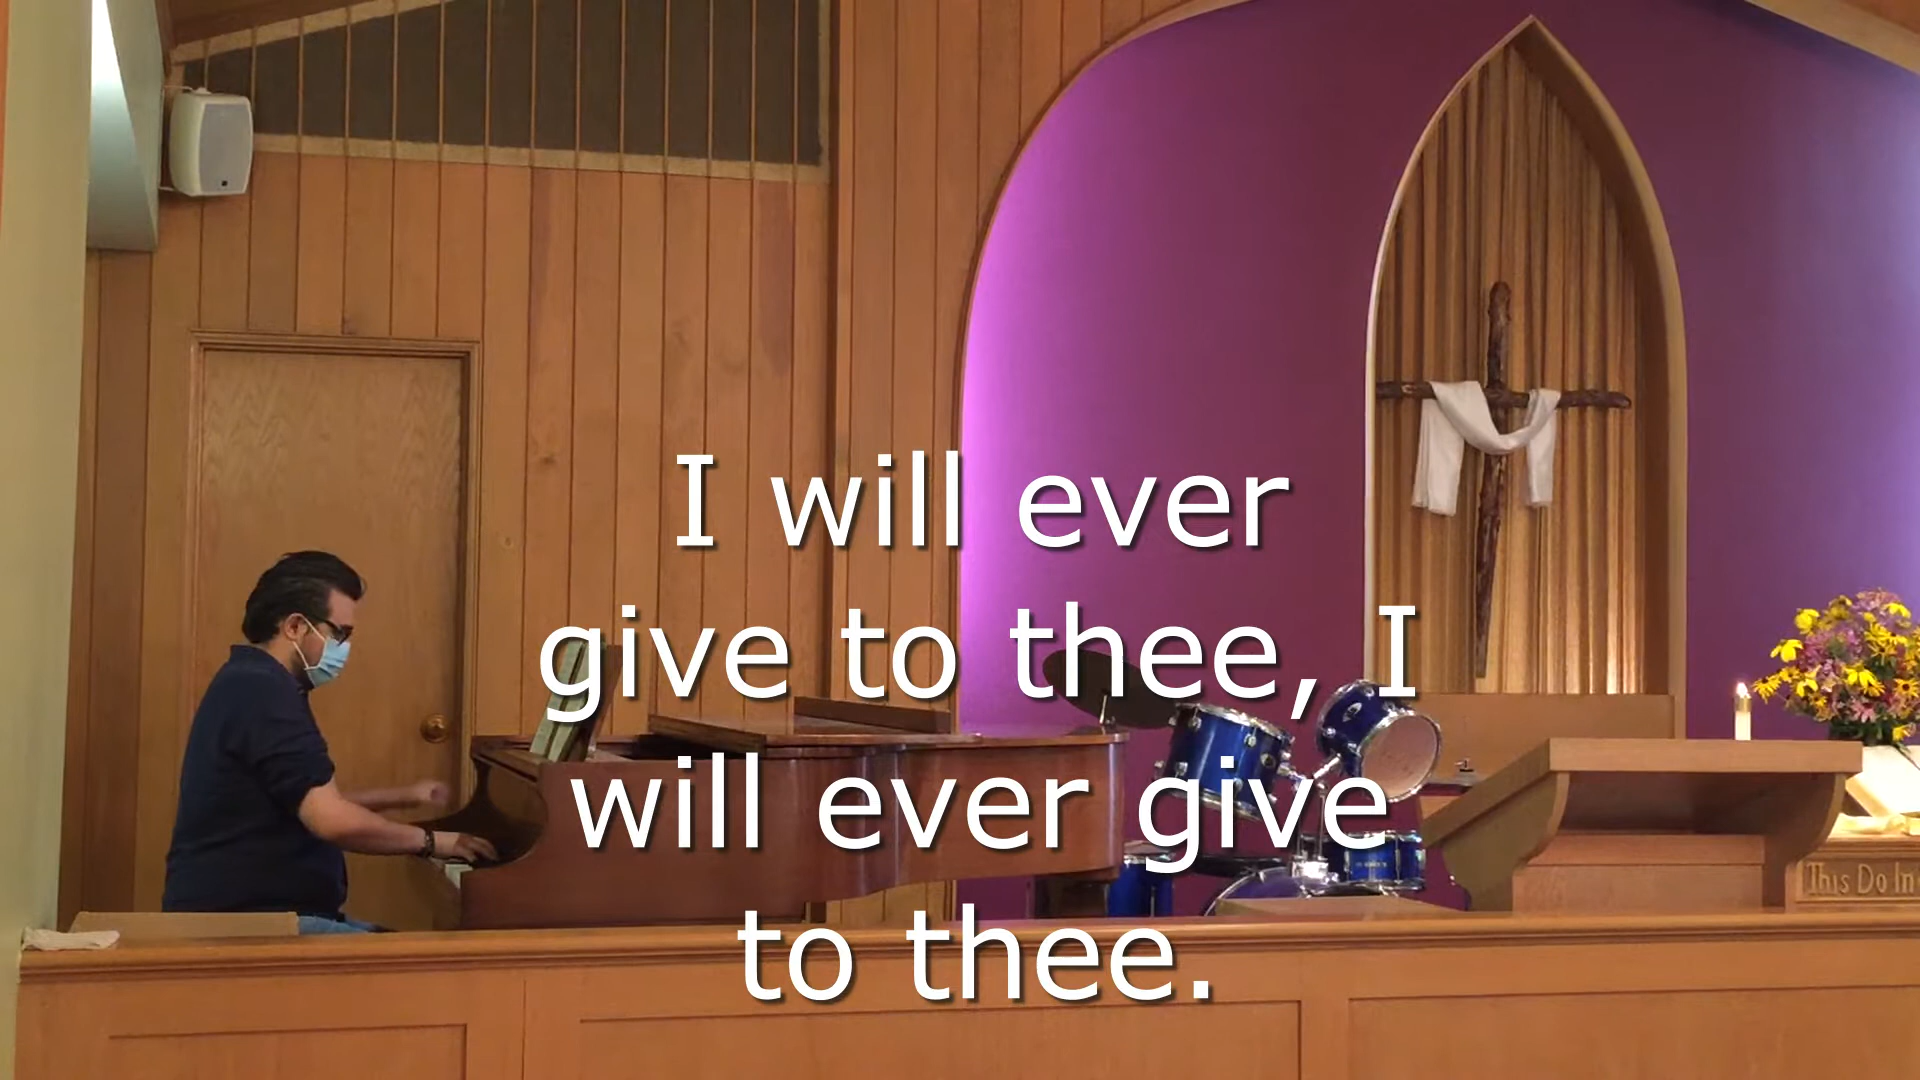 I will ever
give to thee, I
will ever give
to thee.
This Do In